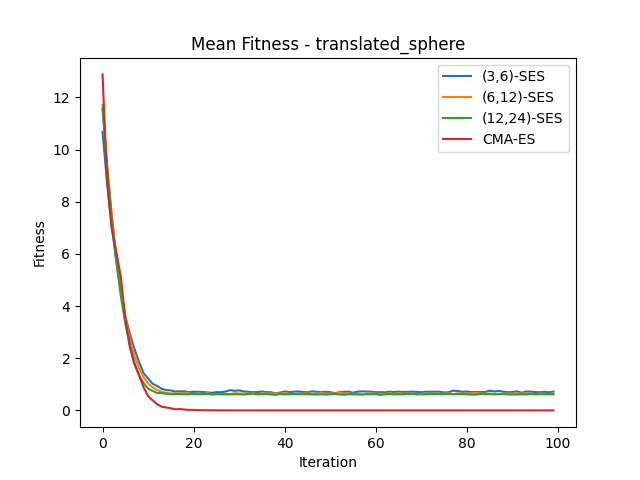 Mean Fitness - translated_sphere
(3,6)-SES
(6,12)-SES
(12,24)-SES
CMA-ES
Fitness
12
10
8
6
4
2
0
0 20 40 60 80 100
Iteration